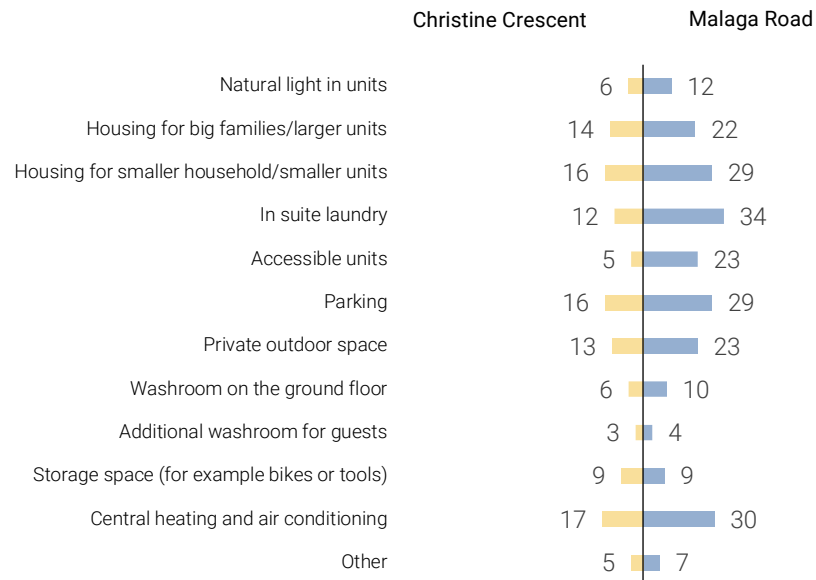 Christine Crescent Malaga Road
Natural light in units 6 12
Housing for big families/larger units 14 22
Housing for smaller household/smaller units 16 29
In suite laundry 12 34
Accessible units 5 23
Parking 16 29
Private outdoor space 13 23
Washroom on the ground floor 6 10
Additional washroom for guests 3 4
Storage space (for example bikes or tools) 9 9
Central heating and air conditioning 17 30
Other 5 7